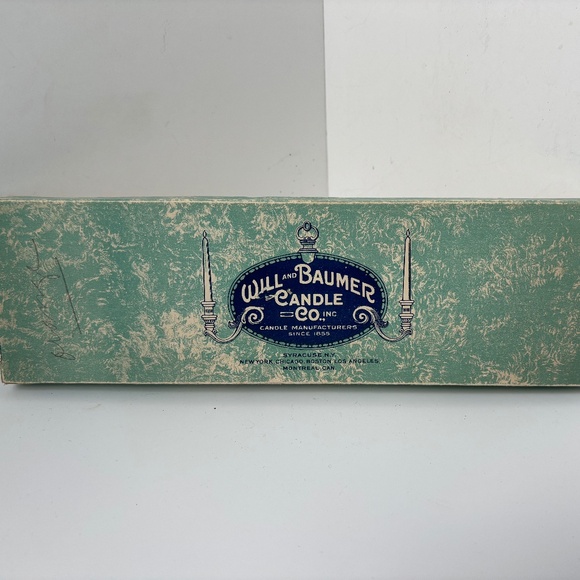 WILL AND BAUMER
CANDLE
CO., INC
CANDLE MANUFACTURERS
SINCE 1855
SYRACUSE, N.Y.
NEW YORK CHICAGO BOSTON LOS ANGELES
MONTREAL, CAN.